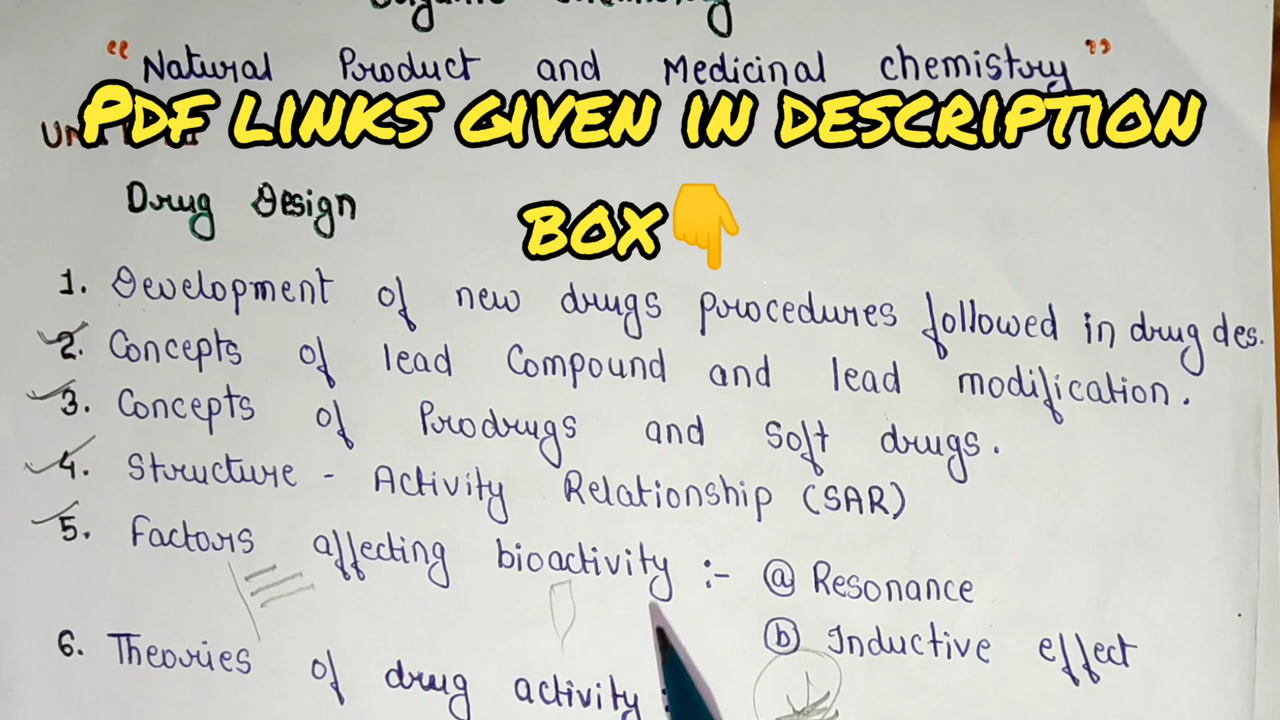 Organic Chemistry
"Natural Product and Medicinal chemistry"
Pdf links given in description
box
Drug Design
1. Development of new drugs procedures followed in drug des.
2. Concepts of lead Compound and lead modification.
3. Concepts of Prodrugs and soft drugs.
4. Structure - Activity Relationship (SAR)
5. Factors affecting bioactivity :- ⓐ Resonance
ⓑ Inductive effect
6. Theories of drug activity :